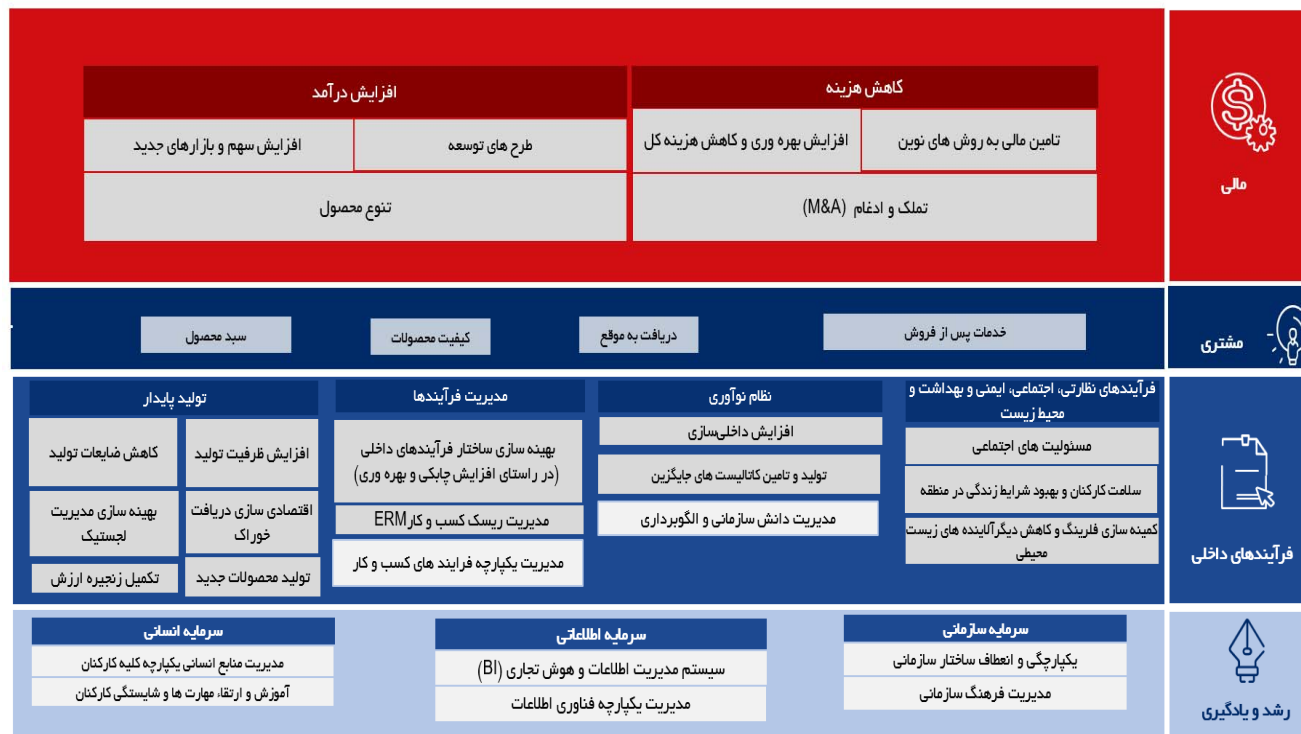 مالی
کاهش هزینه
تامین مالی به روش های نوین
افزایش بهره وری و کاهش هزینه کل
تملک و ادغام (M&A)
افزایش درآمد
طرح های توسعه
افزایش سهم و بازارهای جدید
تنوع محصول
مشتری
خدمات پس از فروش
دریافت به موقع
کیفیت محصولات
سبد محصول
فرآیندهای داخلی
فرآیندهای نظارتی، اجتماعی، ایمنی و بهداشت و
محیط زیست
مسئولیت های اجتماعی
سلامت کارکنان و بهبود شرایط زندگی در منطقه
کمینه سازی فلرینگ و کاهش دیگرآلاینده های زیست
محیطی
نظام نوآوری
افزایش داخلی‌سازی
تولید و تامین کاتالیست های جایگزین
مدیریت دانش سازمانی و الگوبرداری
مدیریت فرآیندها
بهینه سازی ساختار فرآیندهای داخلی
(در راستای افزایش چابکی و بهره وری)
مدیریت ریسک کسب و کارERM
مدیریت یکپارچه فرایند های کسب و کار
تولید پایدار
افزایش ظرفیت تولید
کاهش ضایعات تولید
اقتصادی سازی دریافت
خوراک
بهینه سازی مدیریت
لجستیک
تولید محصولات جدید
تکمیل زنجیره ارزش
رشد و یادگیری
سرمایه سازمانی
یکپارچگی و انعطاف ساختار سازمانی
مدیریت فرهنگ سازمانی
سرمایه اطلاعاتی
سیستم مدیریت اطلاعات و هوش تجاری (BI)
مدیریت یکپارچه فناوری اطلاعات
سرمایه انسانی
مدیریت منابع انسانی یکپارچه کلیه کارکنان
آموزش و ارتقاء مهارت ها و شایستگی کارکنان